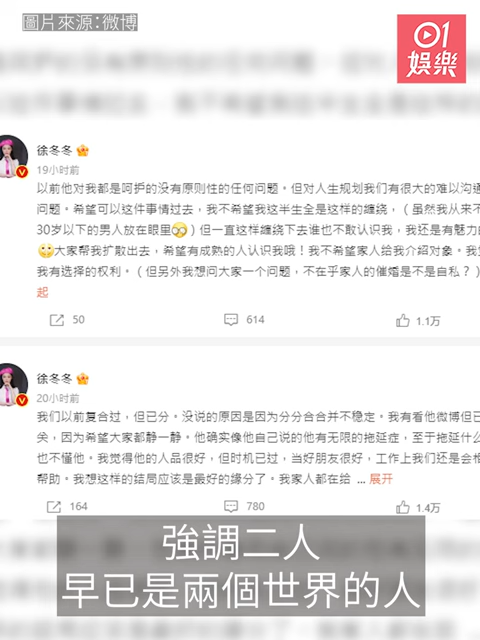 圖片來源：微博
01
娛樂
徐冬冬
19小时前
以前他对我都是呵护的没有原则性的任何问题。但对人生规划我们有很大的难以沟通
问题。希望可以这件事情过去，我不希望我这半生全是这样的缠绕，（虽然我从来不
30岁以下的男人放在眼里）但一直这样缠绕下去谁也不敢认识我，我还是有魅力的
大家帮我扩散出去，希望有成熟的人认识我哦！我不希望家人给我介绍对象。我
我有选择的权利。（但另外我想问大家一个问题，不在乎家人的催婚是不是自私？）
起
50 614 1.1万
徐冬冬
20小时前
我们以前复合过，但已分。没说的原因是因为分分合合并不稳定。我有看他微博但已
关，因为希望大家都静一静。他确实像他自己说的他有无限的拖延症，至于拖延什么
也不懂他。我觉得他的人品很好，但时机已过，当好朋友很好，工作上我们还是会相
帮助。我想这样的结局应该是最好的缘分了。我家人都在给 ... 展开
164 780 1.4万
強調二人
早已是兩個世界的人